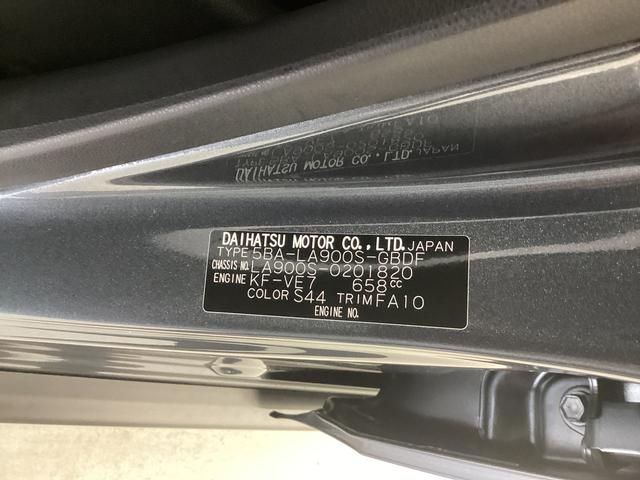 DAIHATSU MOTOR CO., LTD. JAPAN
TYPE 5BA-LA900S-GBDF
CHASSIS NO. LA900S-0201820
ENGINE KF-VE7 658CC
COLOR S44 TRIM FA10
ENGINE NO.